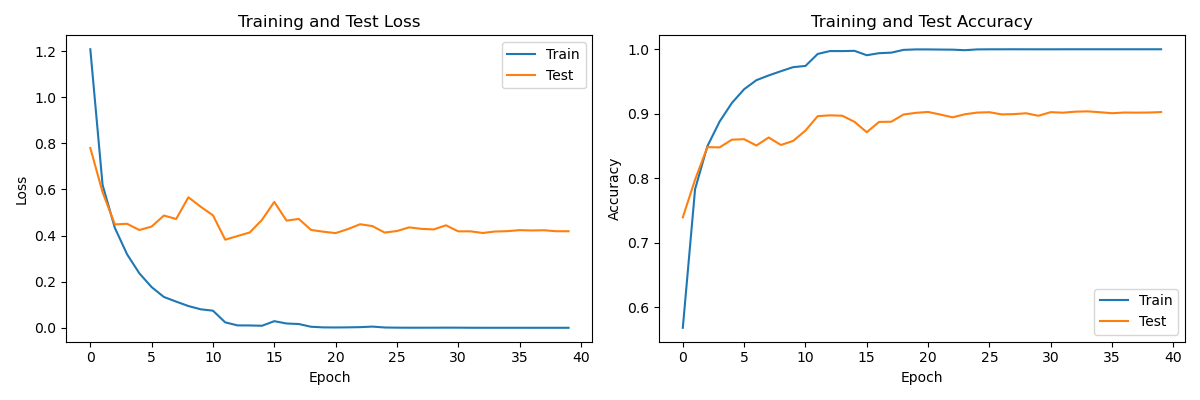 Training and Test Loss
1.2
1.0
0.8
0.6
0.4
0.2
0.0
Loss
Train
Test
0 5 10 15 20 25 30 35 40
Epoch
Training and Test Accuracy
1.0
0.9
0.8
0.7
0.6
Accuracy
Train
Test
0 5 10 15 20 25 30 35 40
Epoch